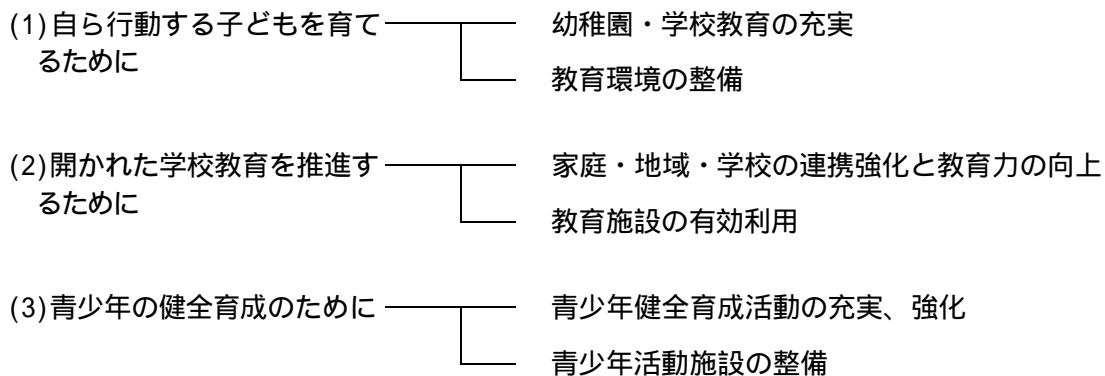 (1)自ら行動する子どもを育て
るために
幼稚園・学校教育の充実
教育環境の整備
(2)開かれた学校教育を推進す
るために
家庭・地域・学校の連携強化と教育力の向上
教育施設の有効利用
(3)青少年の健全育成のために
青少年健全育成活動の充実、強化
青少年活動施設の整備